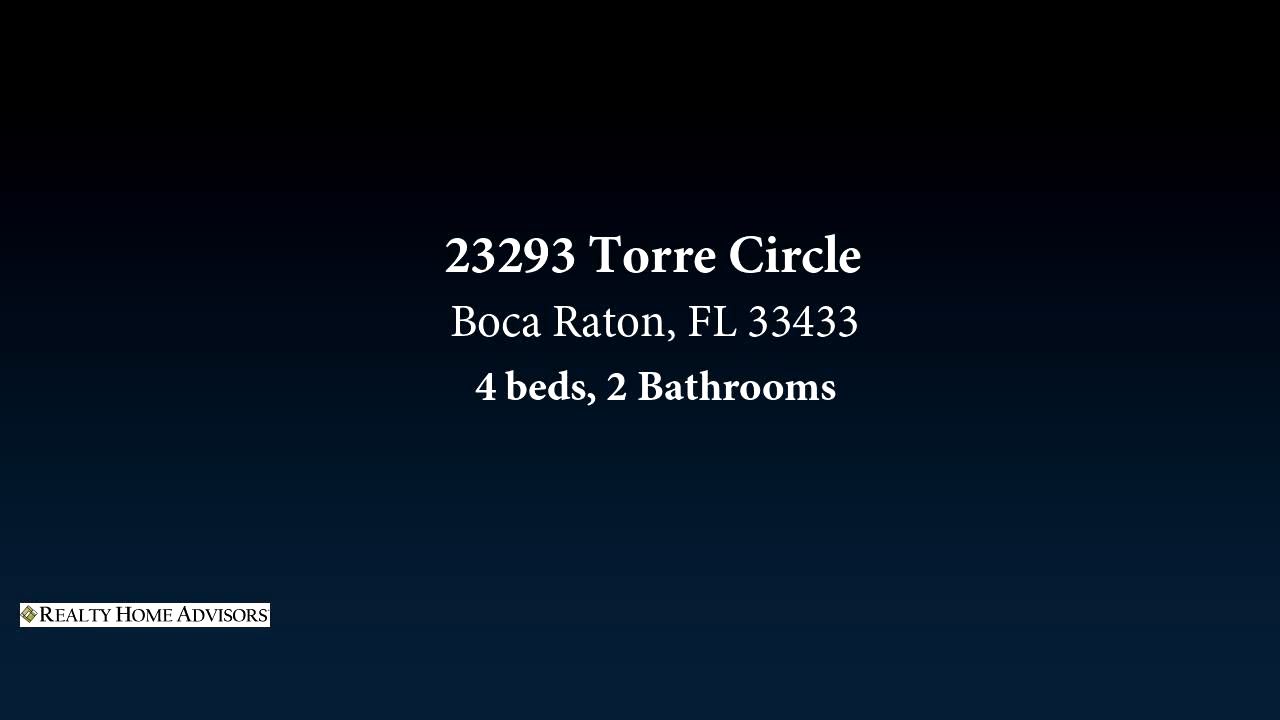 23293 Torre Circle
Boca Raton, FL 33433
4 beds, 2 Bathrooms
REALTY HOME ADVISORS